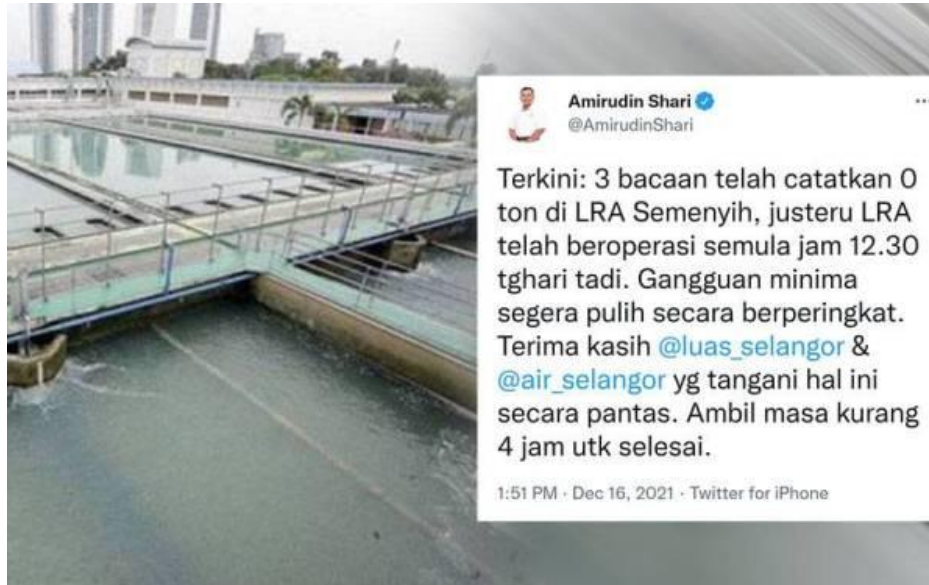 Amirudin Shari
@AmirudinShari
Terkini: 3 bacaan telah catatkan 0
ton di LRA Semenyih, justeru LRA
telah beroperasi semula jam 12.30
tghari tadi. Gangguan minima
segera pulih secara berperingkat.
Terima kasih @luas_selangor &
@air_selangor yg tangani hal ini
secara pantas. Ambil masa kurang
4 jam utk selesai.
1:51 PM · Dec 16, 2021 · Twitter for iPhone